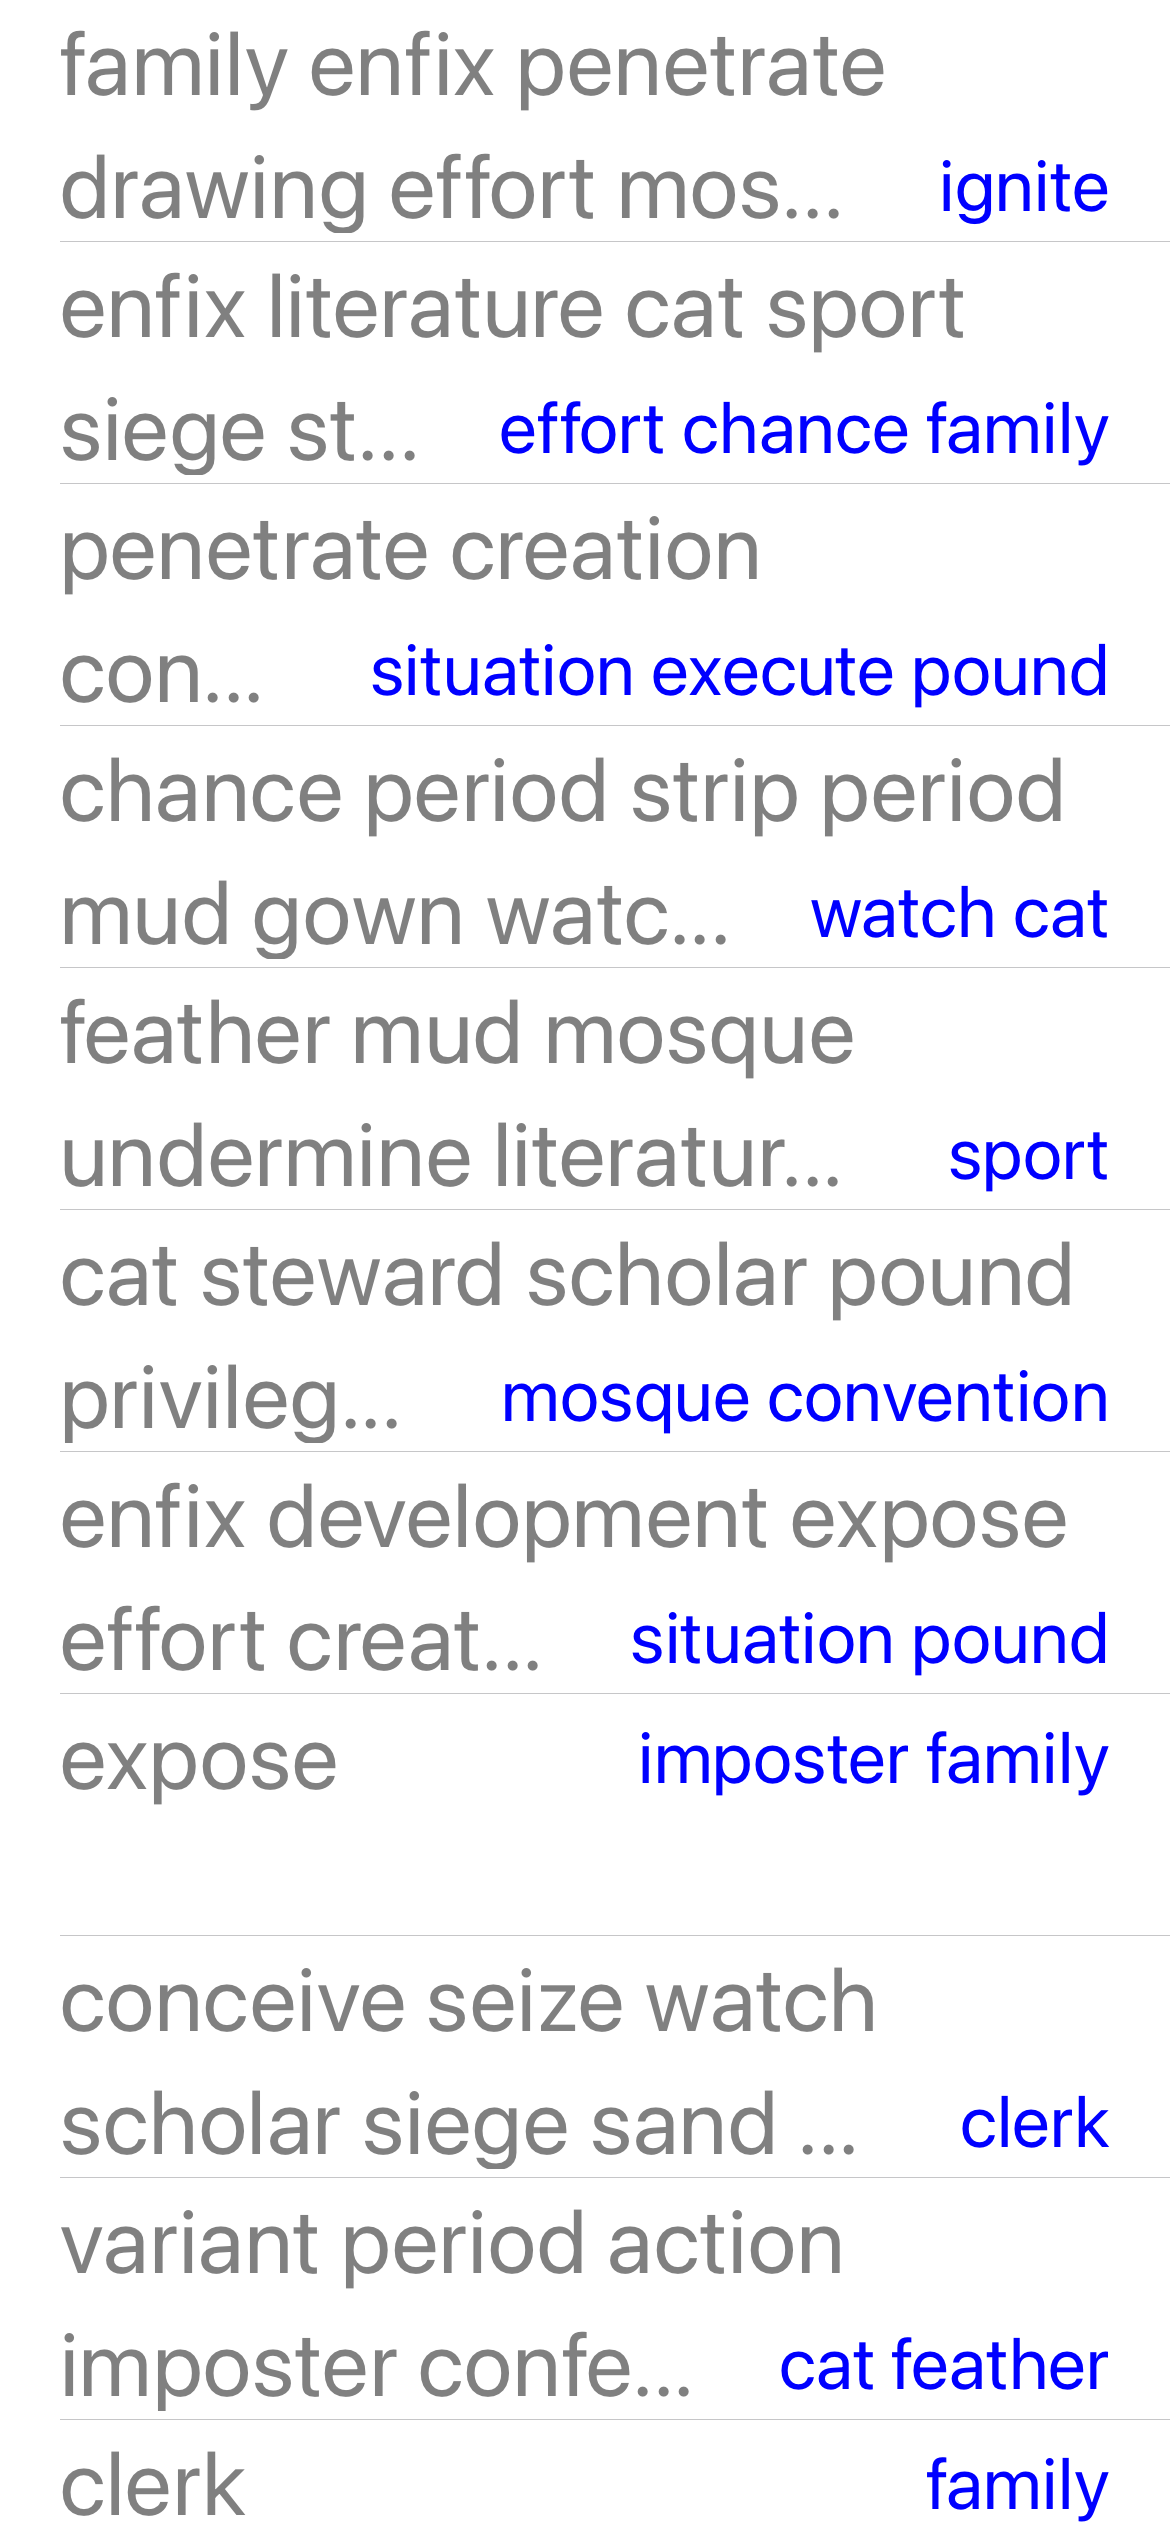 family enfix penetrate
drawing effort mos... ignite
enfix literature cat sport
siege st... effort chance family
penetrate creation
con... situation execute pound
chance period strip period
mud gown watc... watch cat
feather mud mosque
undermine literatur... sport
cat steward scholar pound
privileg... mosque convention
enfix development expose
effort creat... situation pound
expose imposter family
conceive seize watch
scholar siege sand ... clerk
variant period action
imposter confe... cat feather
clerk family